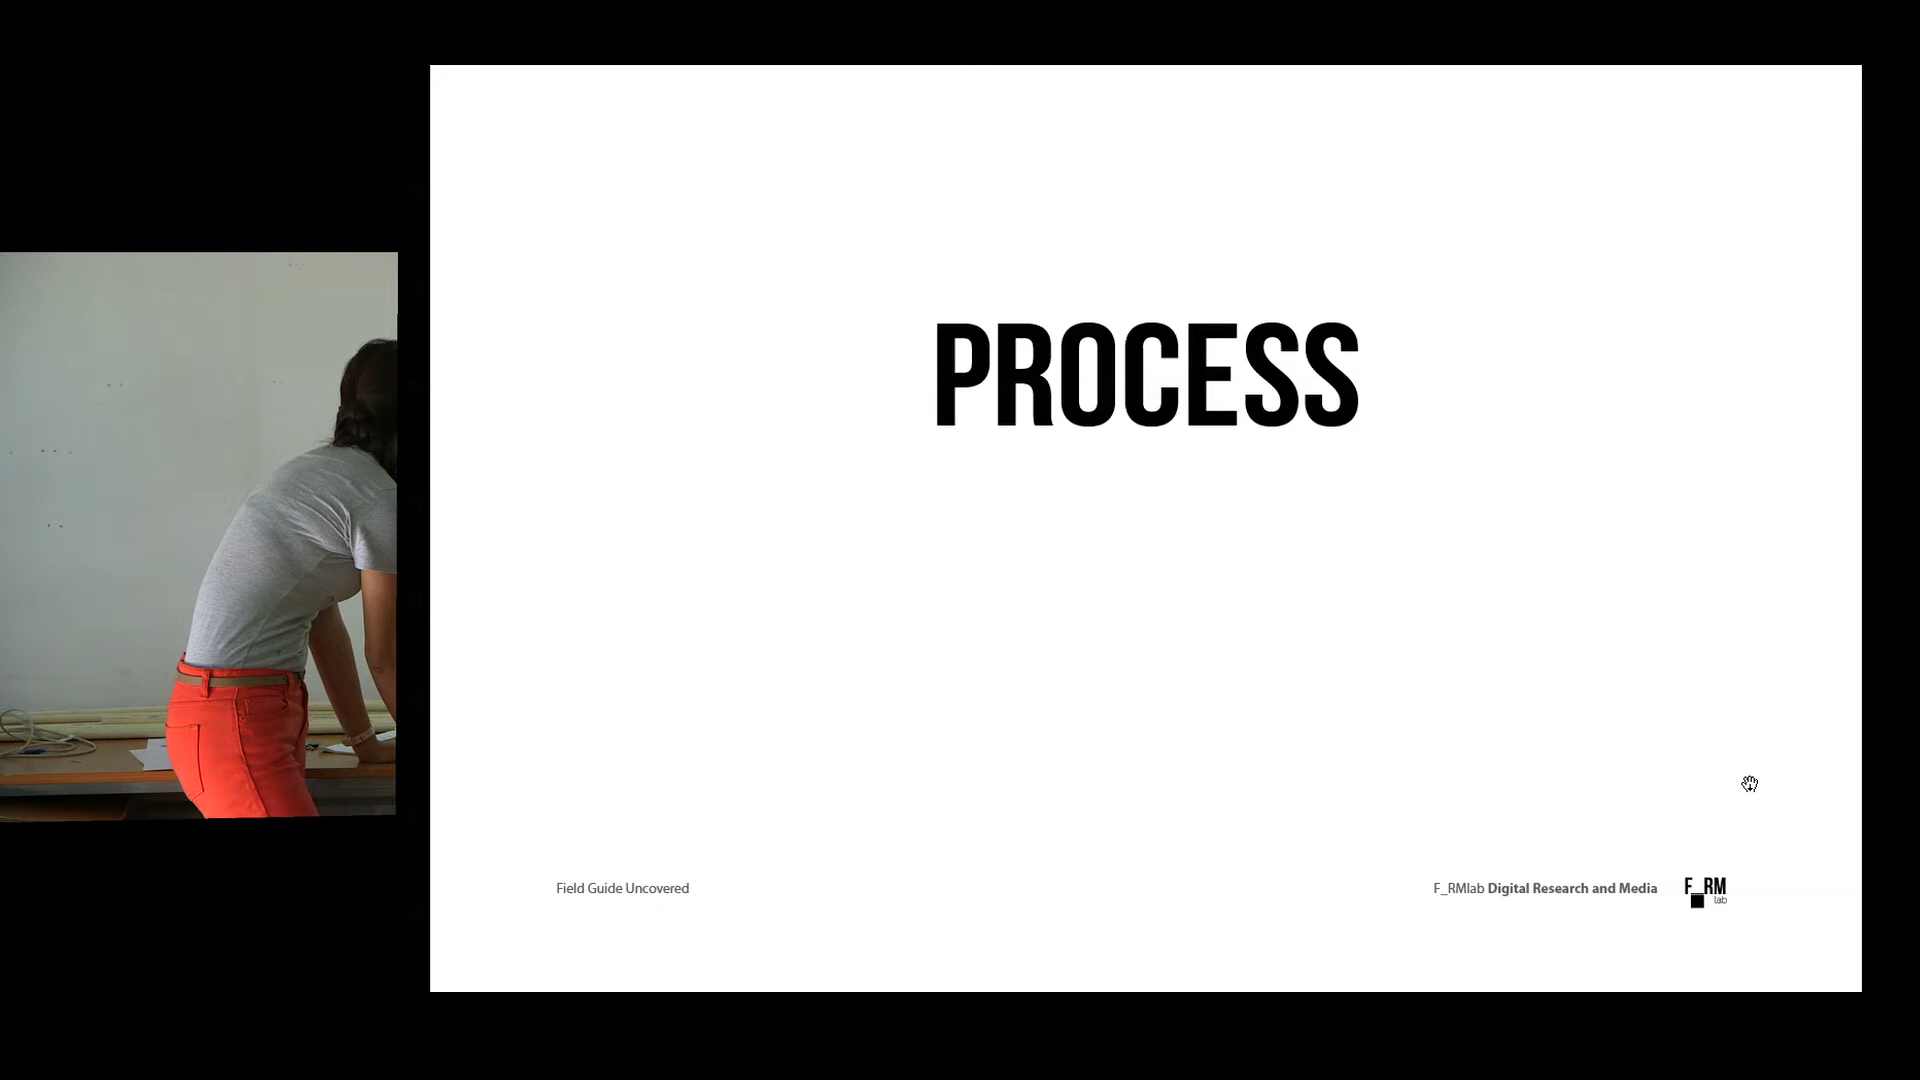 PROCESS
Field Guide Uncovered
F_RMlab Digital Research and Media
F_RM
lab